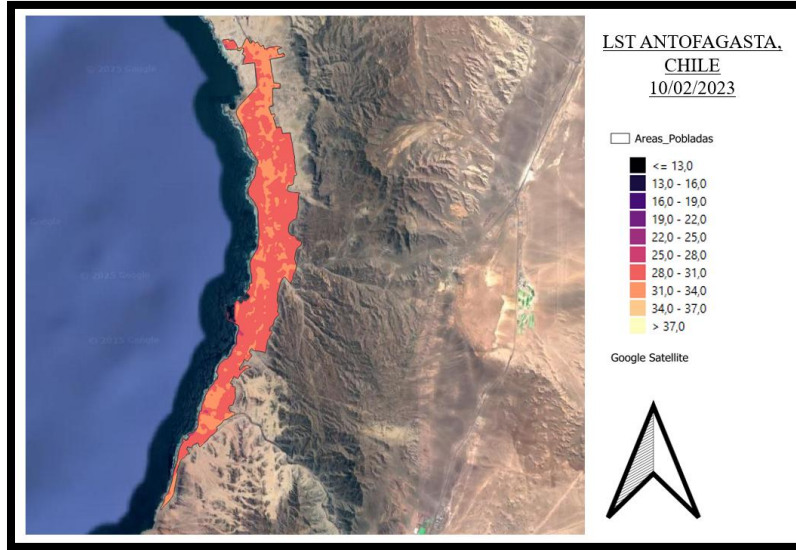 LST ANTOFAGASTA,
CHILE
10/02/2023
Areas_Pobladas
<= 13,0
13,0 - 16,0
16,0 - 19,0
19,0 - 22,0
22,0 - 25,0
25,0 - 28,0
28,0 - 31,0
31,0 - 34,0
34,0 - 37,0
> 37,0
Google Satellite